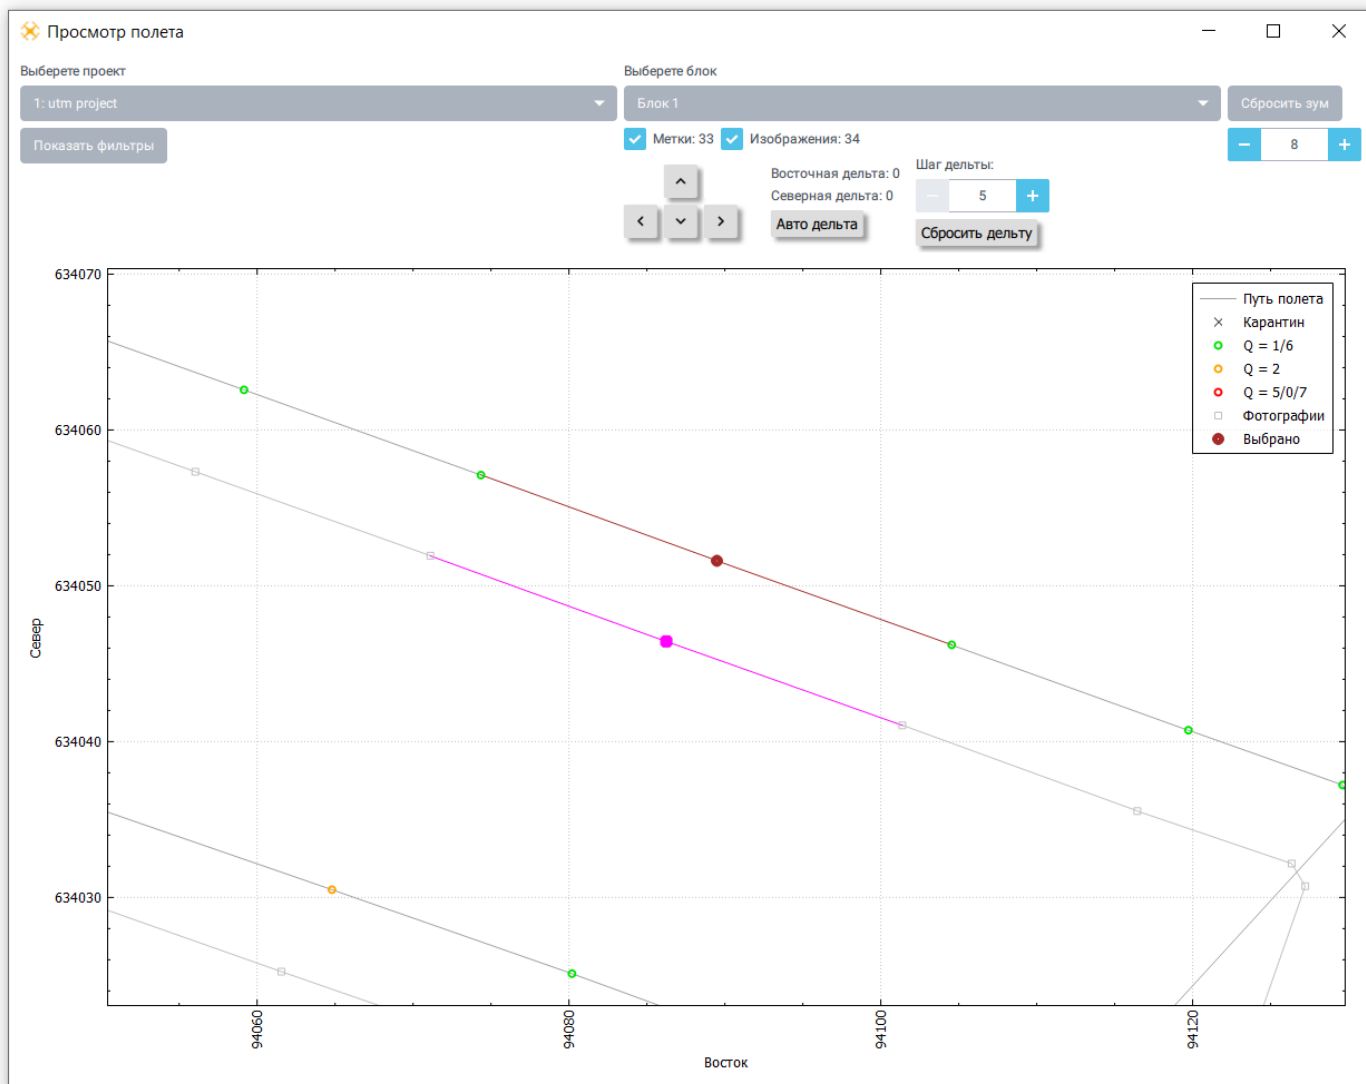 Просмотр полета
Выберете проект
Выберете блок
1: utm project
Блок 1
Сбросить зум
Показать фильтры
Метки: 33
Изображения: 34
8
Восточная дельта: 0
Северная дельта: 0
Авто дельта
Шаг дельты:
5
Сбросить дельту
634070
634060
634050
634040
634030
Север
Путь полета
Карантин
Q = 1/6
Q = 2
Q = 5/0/7
Фотографии
Выбрано
94060
94080
94100
94120
Восток